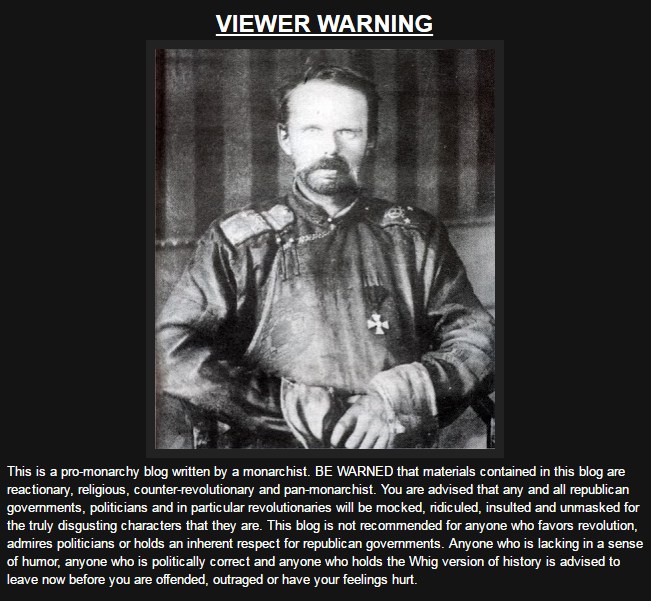 VIEWER WARNING
This is a pro-monarchy blog written by a monarchist. BE WARNED that materials contained in this blog are
reactionary, religious, counter-revolutionary and pan-monarchist. You are advised that any and all republican
governments, politicians and in particular revolutionaries will be mocked, ridiculed, insulted and unmasked for
the truly disgusting characters that they are. This blog is not recommended for anyone who favors revolution,
admires politicians or holds an inherent respect for republican governments. Anyone who is lacking in a sense
of humor, anyone who is politically correct and anyone who holds the Whig version of history is advised to
leave now before you are offended, outraged or have your feelings hurt.